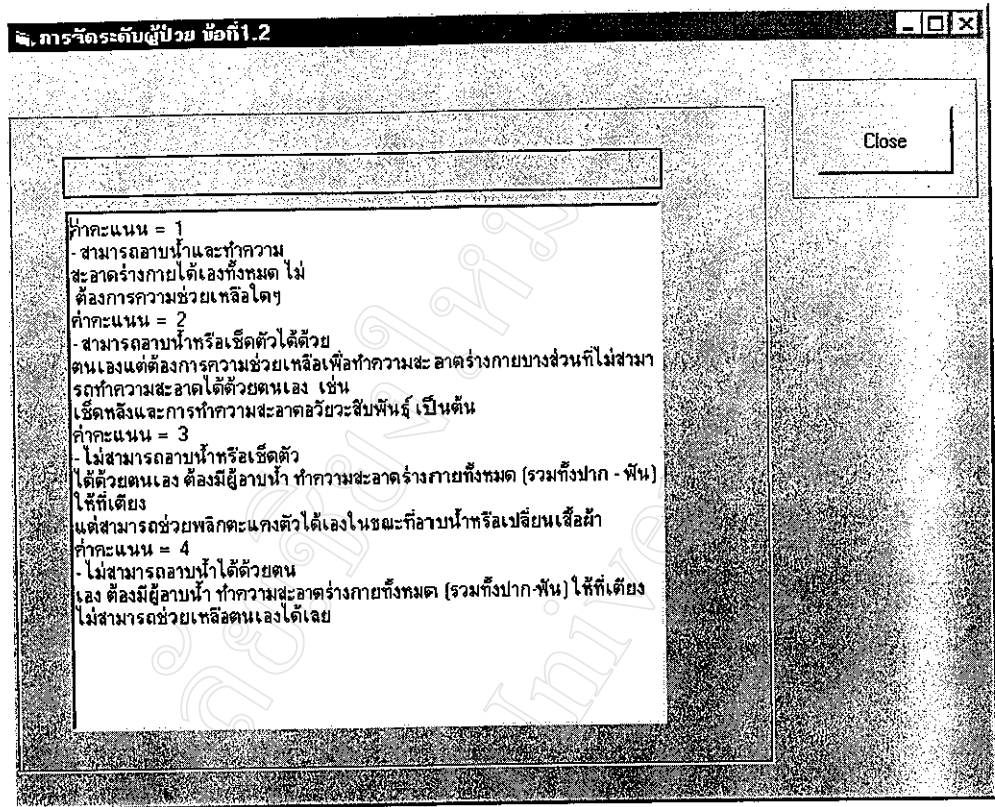 การจัดระดับผู้ป่วย ข้อที่1.2
Close
ค่าคะแนน = 1
- สามารถอาบน้ำและทำความ
สะอาดร่างกายได้เองทั้งหมด ไม่
ต้องการความช่วยเหลือใดๆ
ค่าคะแนน = 2
- สามารถอาบน้ำหรือเช็ดตัวได้ด้วย
ตนเองแต่ต้องการความช่วยเหลือเพื่อทำความสะอาดร่างกายบางส่วนที่ไม่สามา
รถทำความสะอาดได้ด้วยตนเอง เช่น
เช็ดหลังและการทำความสะอาดอวัยวะสืบพันธุ์ เป็นต้น
ค่าคะแนน = 3
- ไม่สามารถอาบน้ำหรือเช็ดตัว
ได้ด้วยตนเอง ต้องมีผู้อาบน้ำ ทำความสะอาดร่างกายทั้งหมด (รวมทั้งปาก - ฟัน)
ให้ที่เตียง
แต่สามารถช่วยพลิกตะแคงตัวได้เองในขณะที่อาบน้ำหรือเปลี่ยนเสื้อผ้า
ค่าคะแนน = 4
- ไม่สามารถอาบน้ำได้ด้วยตน
เอง ต้องมีผู้อาบน้ำ ทำความสะอาดร่างกายทั้งหมด (รวมทั้งปาก-ฟัน) ให้ที่เตียง
ไม่สามารถช่วยเหลือตนเองได้เลย